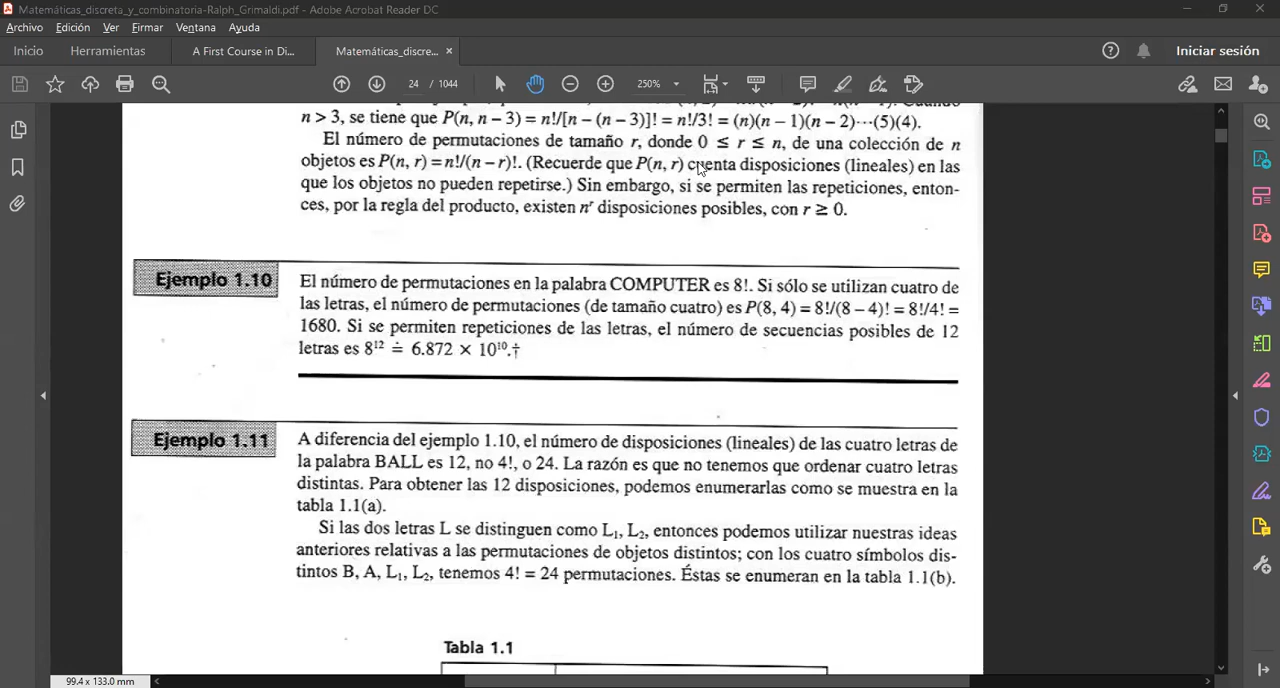 Matemáticas_discreta_y_combinatoria-Ralph_Grimaldi.pdf - Adobe Acrobat Reader DC
Archivo Edición Ver Firmar Ventana Ayuda
Inicio Herramientas A First Course in Di... Matemáticas_discre... × Iniciar sesión
24 / 1044 250%
n > 3, se tiene que P(n, n – 3) = n!/[n – (n – 3)]! = n!/3! = (n)(n – 1)(n – 2)···(5)(4).
El número de permutaciones de tamaño r, donde 0 ≤ r ≤ n, de una colección de n
objetos es P(n, r) = n!/(n – r)!. (Recuerde que P(n, r) cuenta disposiciones (lineales) en las
que los objetos no pueden repetirse.) Sin embargo, si se permiten las repeticiones, enton-
ces, por la regla del producto, existen nʳ disposiciones posibles, con r ≥ 0.
Ejemplo 1.10
El número de permutaciones en la palabra COMPUTER es 8!. Si sólo se utilizan cuatro de
las letras, el número de permutaciones (de tamaño cuatro) es P(8, 4) = 8!/(8 – 4)! = 8!/4! =
1680. Si se permiten repeticiones de las letras, el número de secuencias posibles de 12
letras es 8¹² ≐ 6.872 × 10¹⁰.†
Ejemplo 1.11
A diferencia del ejemplo 1.10, el número de disposiciones (lineales) de las cuatro letras de
la palabra BALL es 12, no 4!, o 24. La razón es que no tenemos que ordenar cuatro letras
distintas. Para obtener las 12 disposiciones, podemos enumerarlas como se muestra en la
tabla 1.1(a).
Si las dos letras L se distinguen como L₁, L₂, entonces podemos utilizar nuestras ideas
anteriores relativas a las permutaciones de objetos distintos; con los cuatro símbolos dis-
tintos B, A, L₁, L₂, tenemos 4! = 24 permutaciones. Éstas se enumeran en la tabla 1.1(b).
Tabla 1.1
99.4 x 133.0 mm